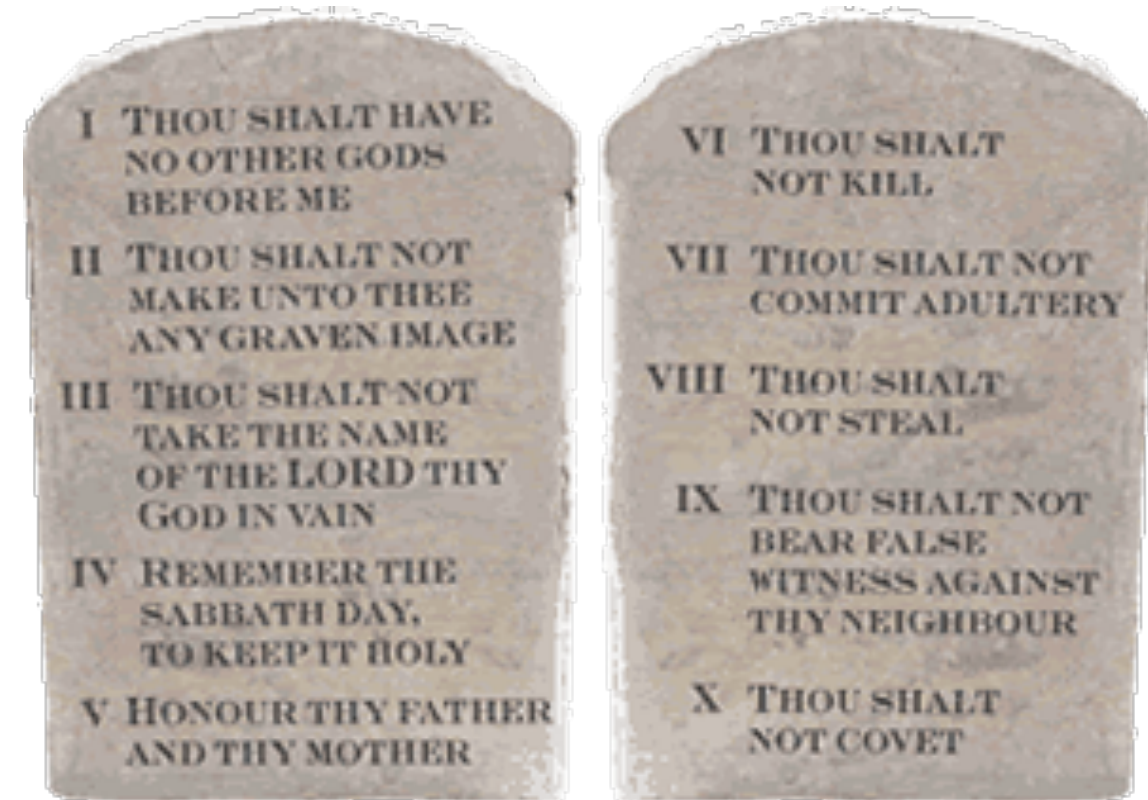 I THOU SHALT HAVE
NO OTHER GODS
BEFORE ME
II THOU SHALT NOT
MAKE UNTO THEE
ANY GRAVEN IMAGE
III THOU SHALT NOT
TAKE THE NAME
OF THE LORD THY
GOD IN VAIN
IV REMEMBER THE
SABBATH DAY,
TO KEEP IT HOLY
V HONOUR THY FATHER
AND THY MOTHER
VI THOU SHALT
NOT KILL
VII THOU SHALT NOT
COMMIT ADULTERY
VIII THOU SHALT
NOT STEAL
IX THOU SHALT NOT
BEAR FALSE
WITNESS AGAINST
THY NEIGHBOUR
X THOU SHALT
NOT COVET